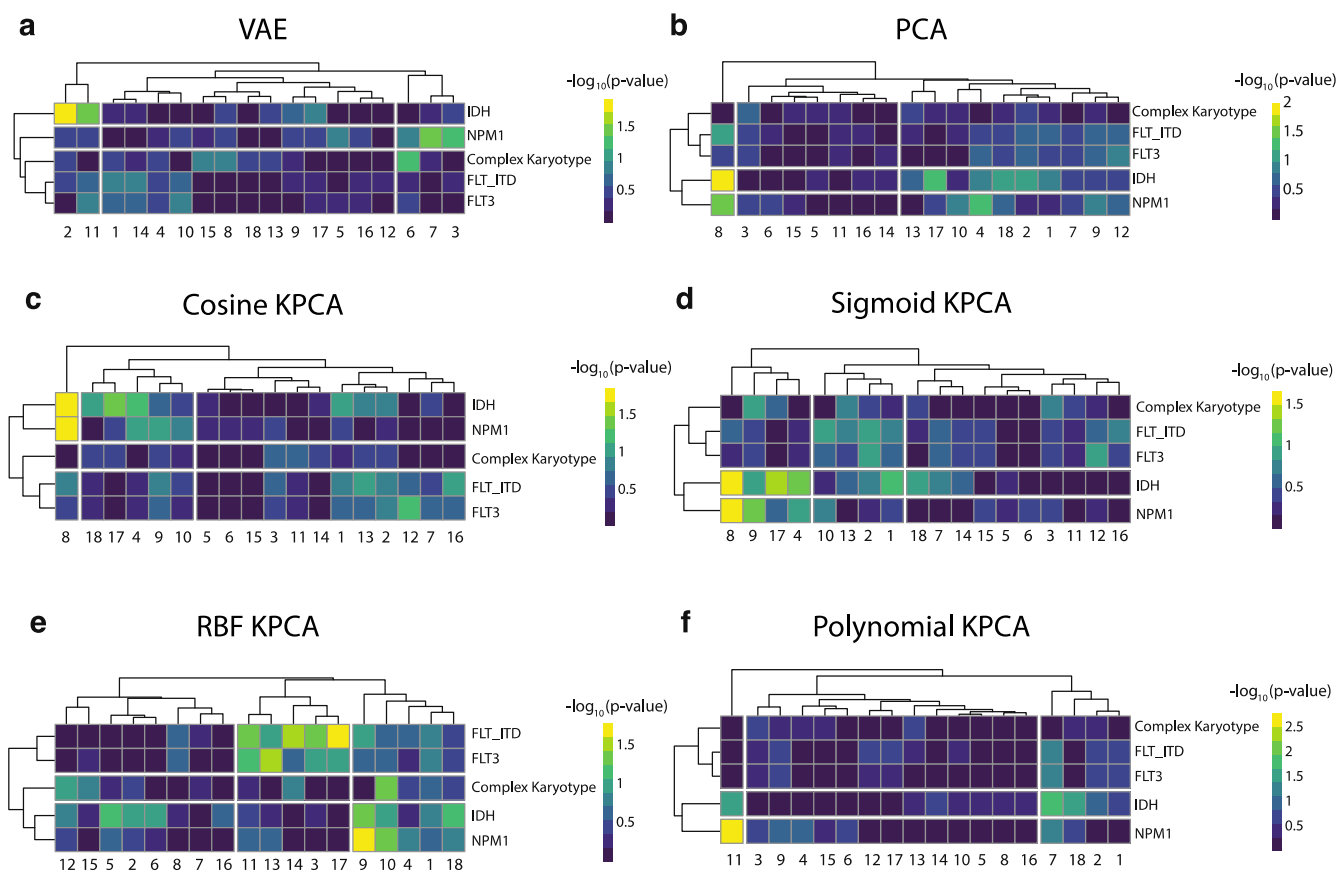 a
VAE
-log10(p-value)
1.5
1
0.5
IDH
NPM1
Complex Karyotype
FLT_ITD
FLT3
2 11 1 14 4 10 15 8 18 13 9 17 5 16 12 6 7 3
b
PCA
-log10(p-value)
2
1.5
1
0.5
Complex Karyotype
FLT_ITD
FLT3
IDH
NPM1
8 3 6 15 5 11 16 14 13 17 10 4 18 2 1 7 9 12
c
Cosine KPCA
-log10(p-value)
1.5
1
0.5
IDH
NPM1
Complex Karyotype
FLT_ITD
FLT3
8 18 17 4 9 10 5 6 15 3 11 14 1 13 2 12 7 16
d
Sigmoid KPCA
-log10(p-value)
1.5
1
0.5
Complex Karyotype
FLT_ITD
FLT3
IDH
NPM1
8 9 17 4 10 13 2 1 18 7 14 15 5 6 3 11 12 16
e
RBF KPCA
-log10(p-value)
1.5
1
0.5
FLT_ITD
FLT3
Complex Karyotype
IDH
NPM1
12 15 5 2 6 8 7 16 11 13 14 3 17 9 10 4 1 18
f
Polynomial KPCA
-log10(p-value)
2.5
2
1.5
1
0.5
Complex Karyotype
FLT_ITD
FLT3
IDH
NPM1
11 3 9 4 15 6 12 17 13 14 10 5 8 16 7 18 2 1